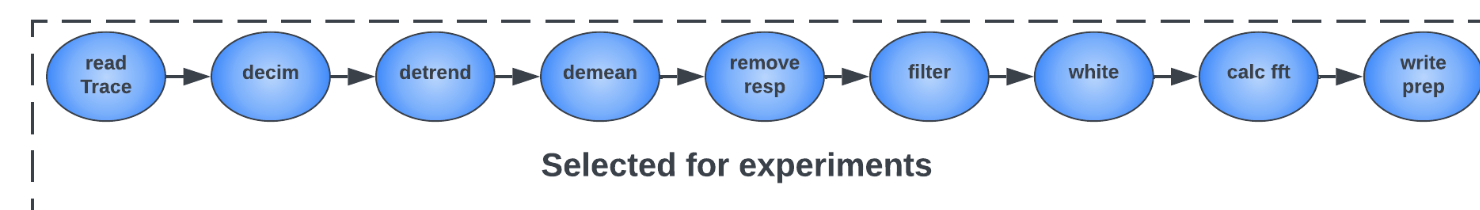 read
Trace
decim
detrend
demean
remove
resp
filter
white
calc fft
write
prep
Selected for experiments